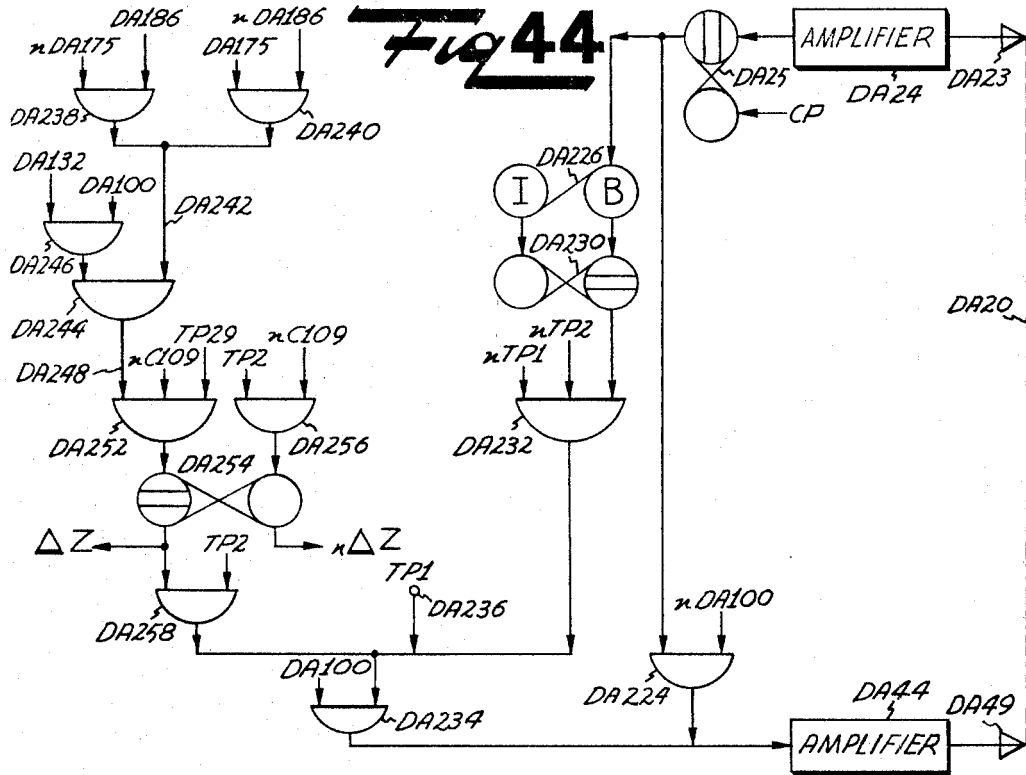 Fig 44
DA186
nDA186
nDA175
DA175
DA238
DA240
AMPLIFIER
DA23
DA24
DA25
CP
DA132
DA100
DA242
DA246
DA226
I
B
DA230
DA244
DA20
nTP2
nTP1
TP29
nC109
nC109
TP2
DA248
DA252
DA256
DA232
DA254
ΔZ
nΔZ
TP2
TP1
DA236
nDA100
DA258
DA100
DA234
DA224
DA44
DA49
AMPLIFIER